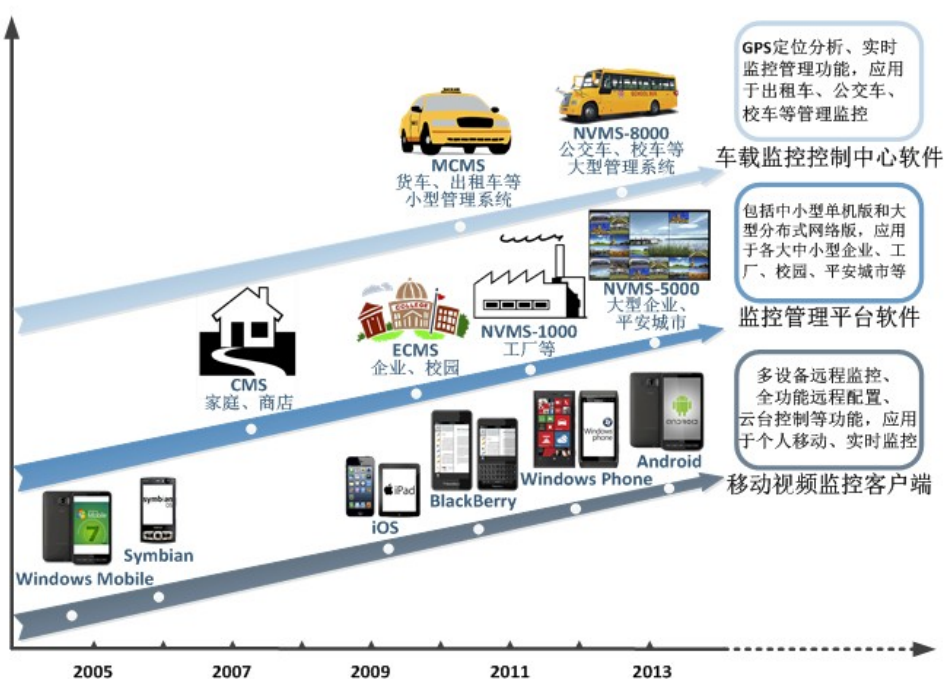 GPS定位分析、实时
监控管理功能，应用
于出租车、公交车、
校车等管理监控
车载监控控制中心软件
MCMS
货车、出租车等
小型管理系统
SCHOOL BUS
NVMS-8000
公交车、校车等
大型管理系统
包括中小型单机版和大
型分布式网络版，应用
于各大中小型企业、工
厂、校园、平安城市等
监控管理平台软件
CMS
家庭、商店
COLLEGE
ECMS
企业、校园
NVMS-1000
工厂等
NVMS-5000
大型企业、
平安城市
多设备远程监控、
全功能远程配置、
云台控制等功能，应用
于个人移动、实时监控
移动视频监控客户端
7
Windows Mobile
symbian
Symbian
iPad
iOS
BlackBerry
Windows
phone
Windows Phone
ANDROID
Android
2005
2007
2009
2011
2013